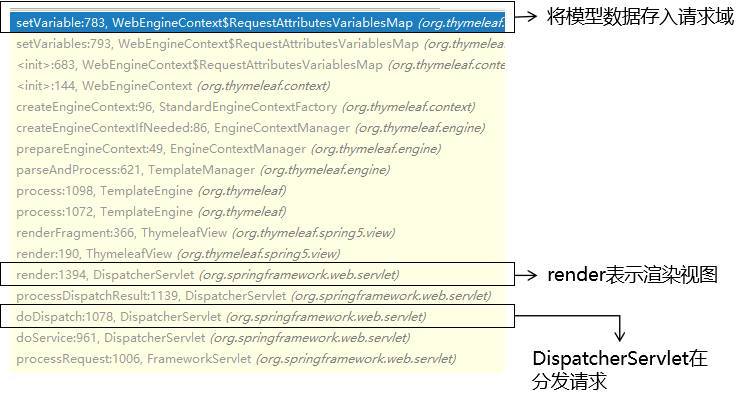 setVariable:783, WebEngineContext$RequestAttributesVariablesMap (org.thymeleaf.
将模型数据存入请求域
setVariables:793, WebEngineContext$RequestAttributesVariablesMap (org.thymeleaf
<init>:683, WebEngineContext$RequestAttributesVariablesMap (org.thymeleaf.conte
<init>:144, WebEngineContext (org.thymeleaf.context)
createEngineContext:96, StandardEngineContextFactory (org.thymeleaf.context)
createEngineContextIfNeeded:86, EngineContextManager (org.thymeleaf.engine)
prepareEngineContext:49, EngineContextManager (org.thymeleaf.engine)
parseAndProcess:621, TemplateManager (org.thymeleaf.engine)
process:1098, TemplateEngine (org.thymeleaf)
process:1072, TemplateEngine (org.thymeleaf)
renderFragment:366, ThymeleafView (org.thymeleaf.spring5.view)
render:190, ThymeleafView (org.thymeleaf.spring5.view)
render:1394, DispatcherServlet (org.springframework.web.servlet)
render表示渲染视图
processDispatchResult:1139, DispatcherServlet (org.springframework.web.servlet)
doDispatch:1078, DispatcherServlet (org.springframework.web.servlet)
doService:961, DispatcherServlet (org.springframework.web.servlet)
processRequest:1006, FrameworkServlet (org.springframework.web.servlet)
DispatcherServlet在
分发请求